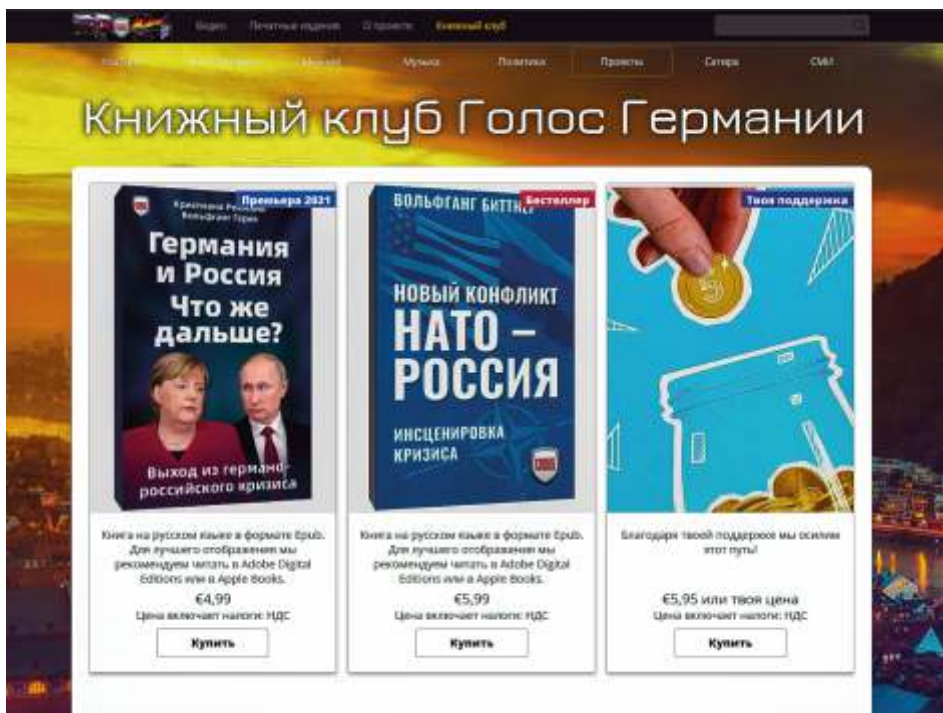 Видео Печатные издания О проекте Книжный клуб
Музыка Политика Проекты Сатира СМИ
Книжный клуб Голос Германии
Премьера 2021
Вольфганг
Германия
и Россия
Что же
дальше?
Выход из германо-
российского кризиса
Книга на русском языке в формате Epub.
Для лучшего отображения мы
рекомендуем читать в Adobe Digital
Editions или в Apple Books.
€4,99
Цена включает налоги: НДС
Купить
Бестселлер
ВОЛЬФГАНГ БИТТНЕР
НОВЫЙ КОНФЛИКТ
НАТО –
РОССИЯ
ИНСЦЕНИРОВКА
КРИЗИСА
Книга на русском языке в формате Epub.
Для лучшего отображения мы
рекомендуем читать в Adobe Digital
Editions или в Apple Books.
€5,99
Цена включает налоги: НДС
Купить
Твоя поддержка
Благодаря твоей поддержке мы осилим
этот путь!
€5,95 или твоя цена
Цена включает налоги: НДС
Купить